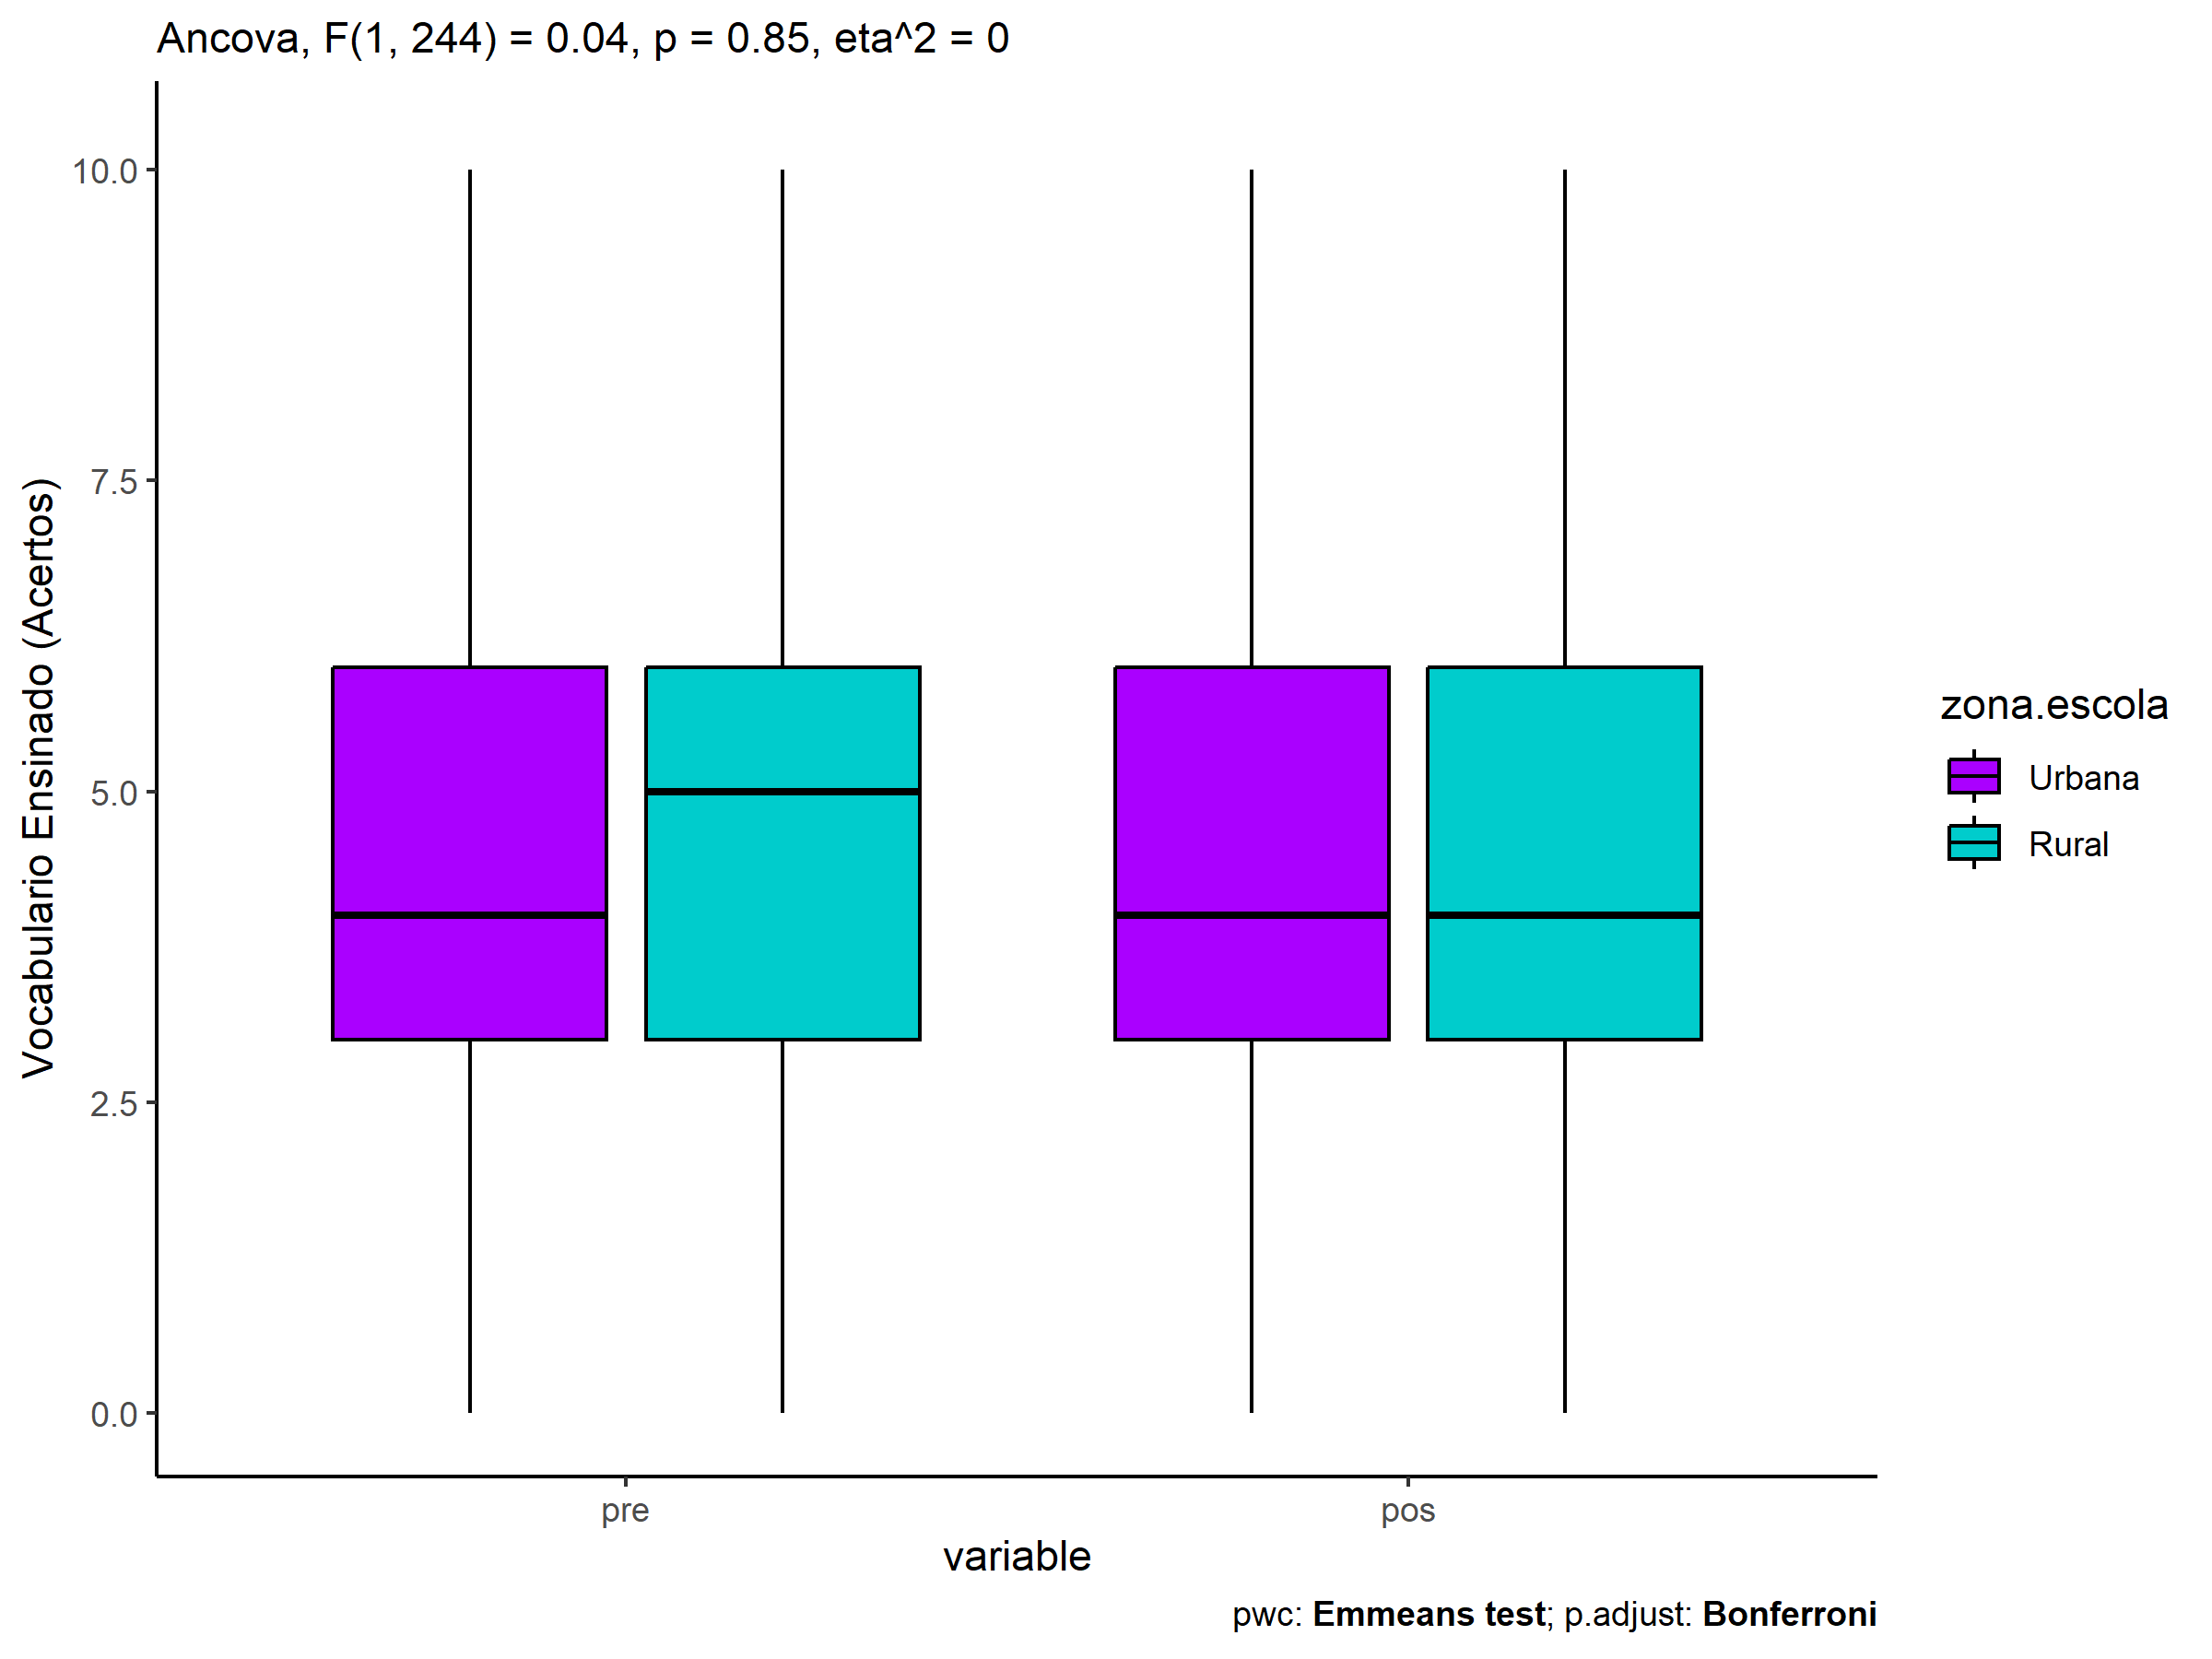 Ancova, F(1, 244) = 0.04, p = 0.85, eta^2 = 0
Vocabulario Ensinado (Acertos)
10.0
7.5
5.0
2.5
0.0
pre
pos
variable
zona.escola
Urbana
Rural
pwc: Emmeans test; p.adjust: Bonferroni